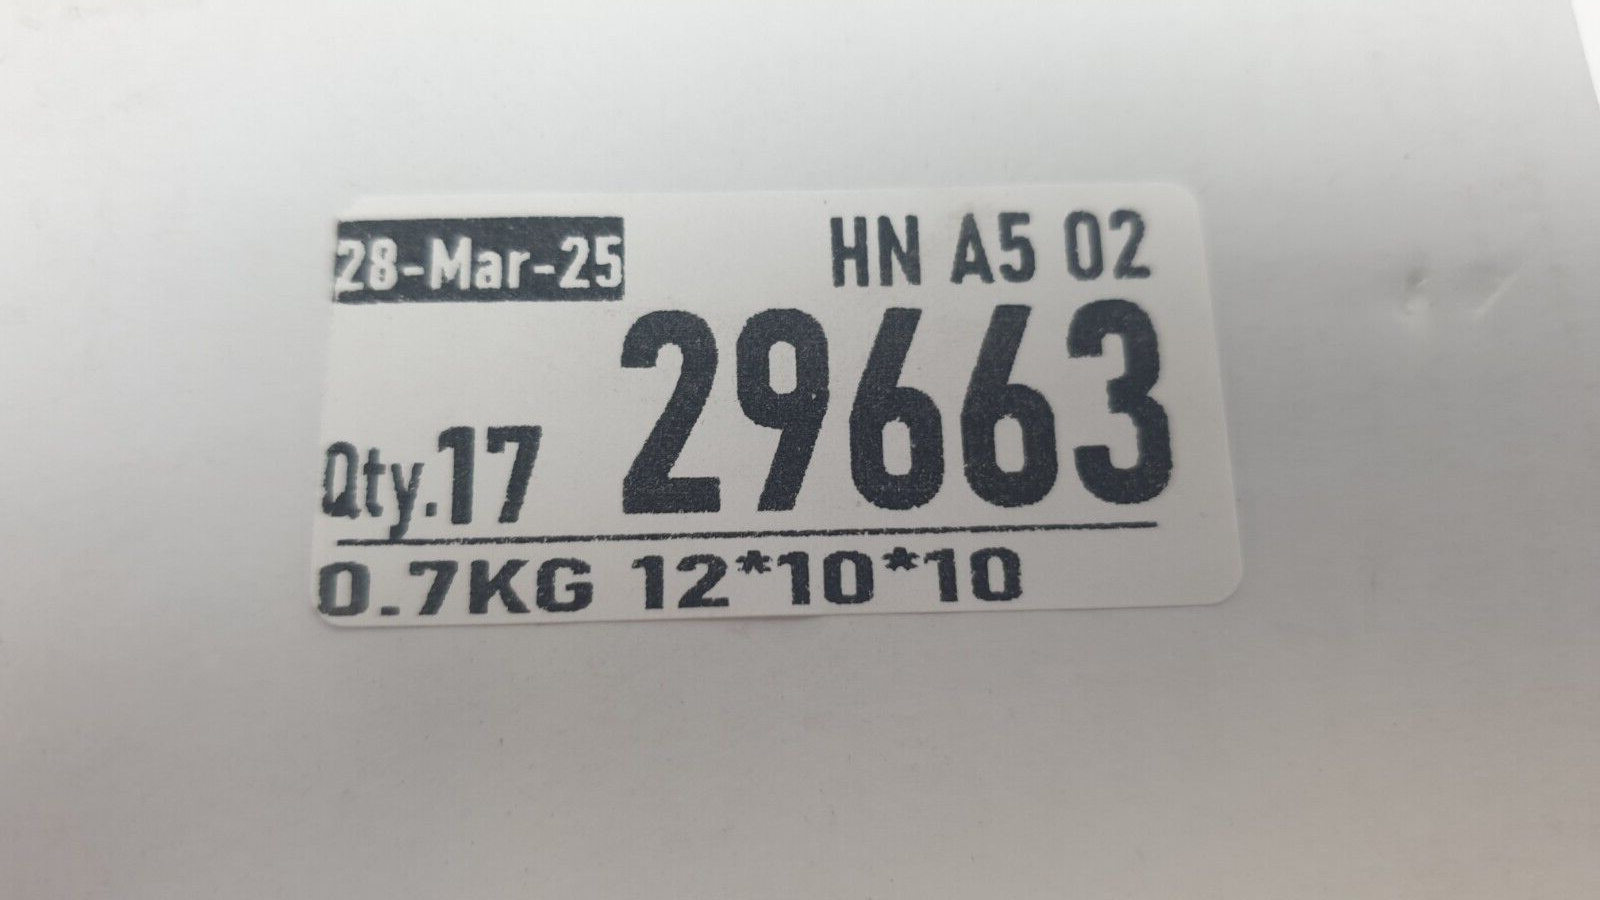 28-Mar-25 HN A5 02
Qty.17 29663
0.7KG 12*10*10